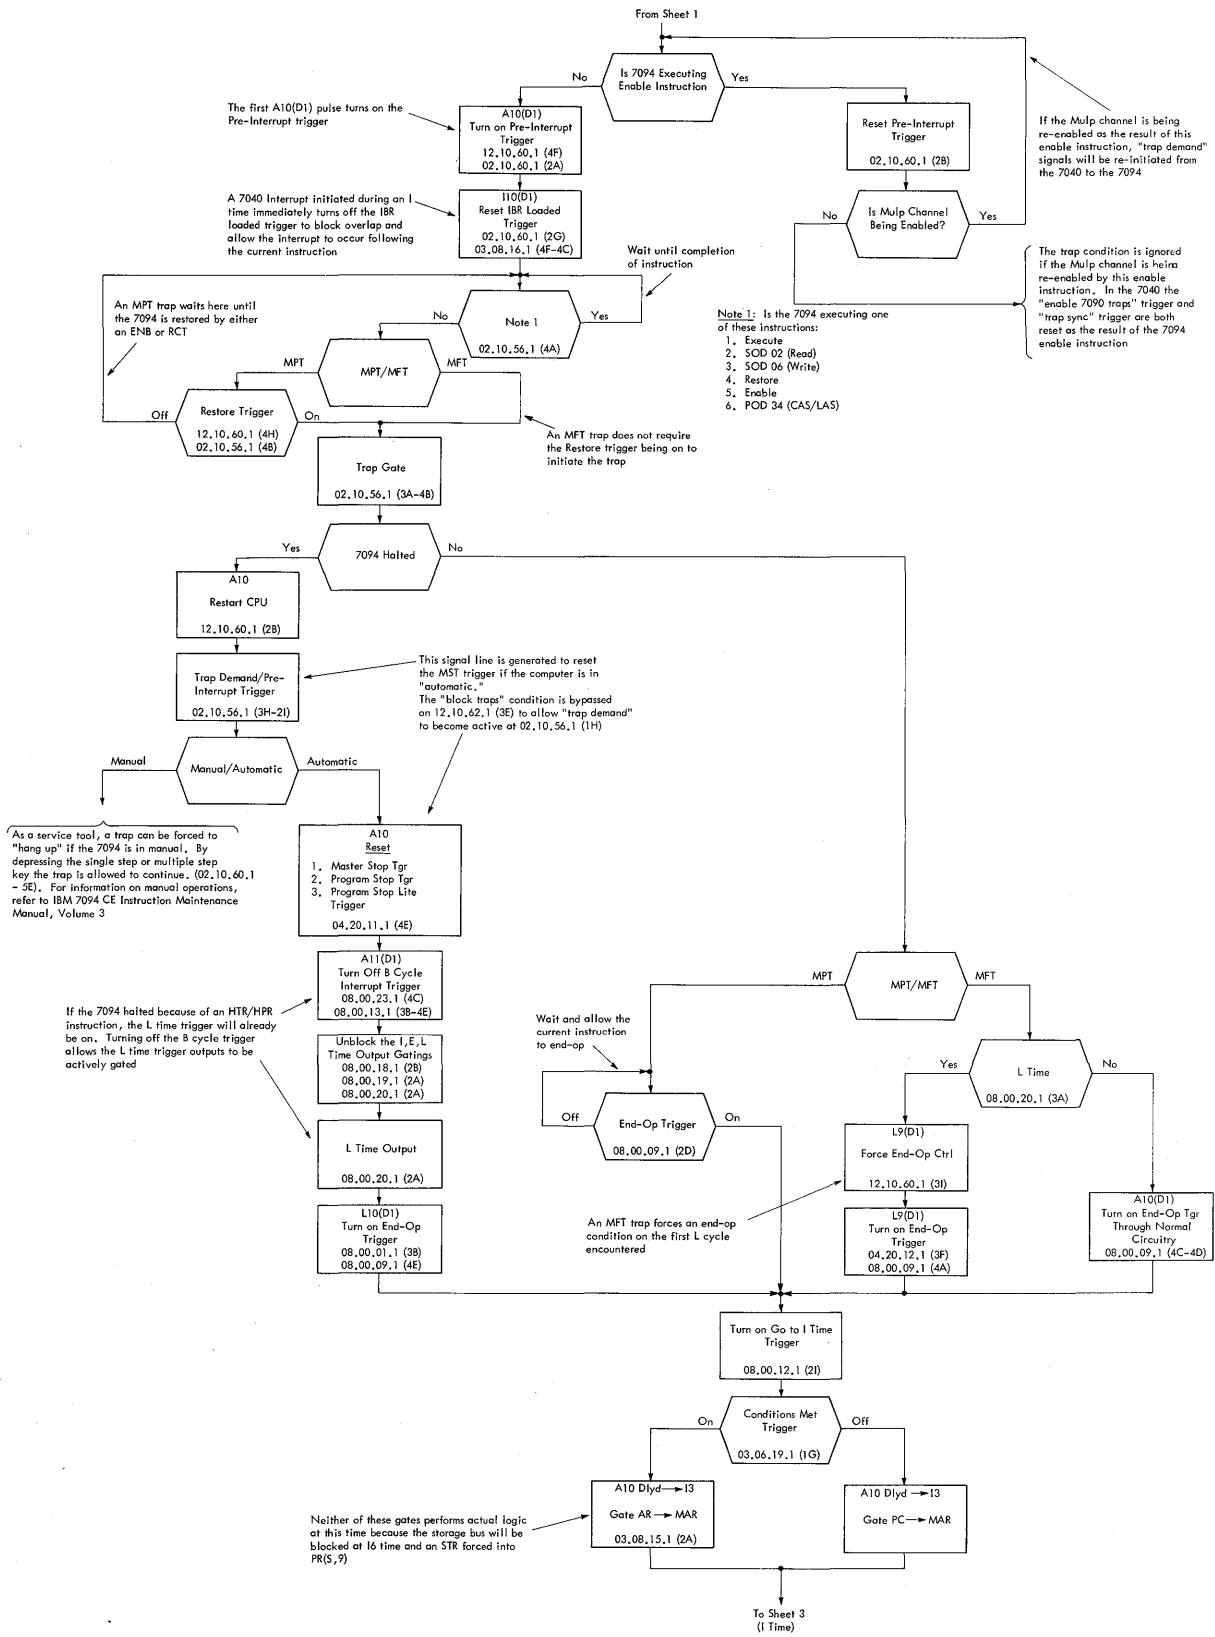 From Sheet 1
Is 7094 Executing
Enable Instruction
No
Yes
The first A10(D1) pulse turns on the
Pre-Interrupt trigger
A10(D1)
Turn on Pre-Interrupt
Trigger
12.10.60.1 (4F)
02.10.60.1 (2A)
Reset Pre-Interrupt
Trigger
02.10.60.1 (2B)
If the Mulp channel is being
re-enabled as the result of this
enable instruction, "trap demand"
signals will be re-initiated from
the 7040 to the 7094
A 7040 Interrupt initiated during an I
time immediately turns off the IBR
loaded trigger to block overlap and
allow the interrupt to occur following
the current instruction
I10(D1)
Reset IBR Loaded
Trigger
02.10.60.1 (2G)
03.08.16.1 (4F-4C)
No
Is Mulp Channel
Being Enabled?
Yes
Wait until completion
of instruction
The trap condition is ignored
if the Mulp channel is heina
re-enabled by this enable
instruction. In the 7040 the
"enable 7090 traps" trigger and
"trap sync" trigger are both
reset as the result of the 7094
enable instruction
An MPT trap waits here until
the 7094 is restored by either
an ENB or RCT
No
Note 1
Yes
02.10.56.1 (4A)
Note 1: Is the 7094 executing one
of these instructions:
1. Execute
2. SOD 02 (Read)
3. SOD 06 (Write)
4. Restore
5. Enable
6. POD 34 (CAS/LAS)
MPT
MPT/MFT
MFT
Off
Restore Trigger
On
12.10.60.1 (4H)
02.10.56.1 (4B)
An MFT trap does not require
the Restore trigger being on to
initiate the trap
Trap Gate
02.10.56.1 (3A-4B)
Yes
7094 Halted
No
A10
Restart CPU
12.10.60.1 (2B)
Trap Demand/Pre-
Interrupt Trigger
02.10.56.1 (3H-2I)
This signal line is generated to reset
the MST trigger if the computer is in
"automatic."
The "block traps" condition is bypassed
on 12.10.62.1 (3E) to allow "trap demand"
to become active at 02.10.56.1 (1H)
Manual
Manual/Automatic
Automatic
As a service tool, a trap can be forced to
"hang up" if the 7094 is in manual. By
depressing the single step or multiple step
key the trap is allowed to continue. (02.10.60.1
- 5E). For information on manual operations,
refer to IBM 7094 CE Instruction Maintenance
Manual, Volume 3
A10
Reset
1. Master Stop Tgr
2. Program Stop Tgr
3. Program Stop Lite
Trigger
04.20.11.1 (4E)
A11(D1)
Turn Off B Cycle
Interrupt Trigger
08.00.23.1 (4C)
08.00.13.1 (3B-4E)
If the 7094 halted because of an HTR/HPR
instruction, the L time trigger will already
be on. Turning off the B cycle trigger
allows the L time trigger outputs to be
actively gated
Unblock the I,E,L
Time Output Gatings
08.00.18.1 (2B)
08.00.19.1 (2A)
08.00.20.1 (2A)
L Time Output
08.00.20.1 (2A)
L10(D1)
Turn on End-Op
Trigger
08.00.01.1 (3B)
08.00.09.1 (4E)
MPT
MPT/MFT
MFT
Wait and allow the
current instruction
to end-op
Off
End-Op Trigger
On
08.00.09.1 (2D)
Yes
L Time
No
08.00.20.1 (3A)
L9(D1)
Force End-Op Ctrl
12.10.60.1 (3I)
An MFT trap forces an end-op
condition on the first L cycle
encountered
L9(D1)
Turn on End-Op
Trigger
04.20.12.1 (3F)
08.00.09.1 (4A)
A10(D1)
Turn on End-Op Tgr
Through Normal
Circuitry
08.00.09.1 (4C-4D)
Turn on Go to I Time
Trigger
08.00.12.1 (2I)
On
Conditions Met
Trigger
Off
03.06.19.1 (1G)
A10 Dlyd → I3
Gate AR → MAR
03.08.15.1 (2A)
A10 Dlyd → I3
Gate PC → MAR
Neither of these gates performs actual logic
at this time because the storage bus will be
blocked at I6 time and an STR forced into
PR(S,9)
To Sheet 3
(I Time)